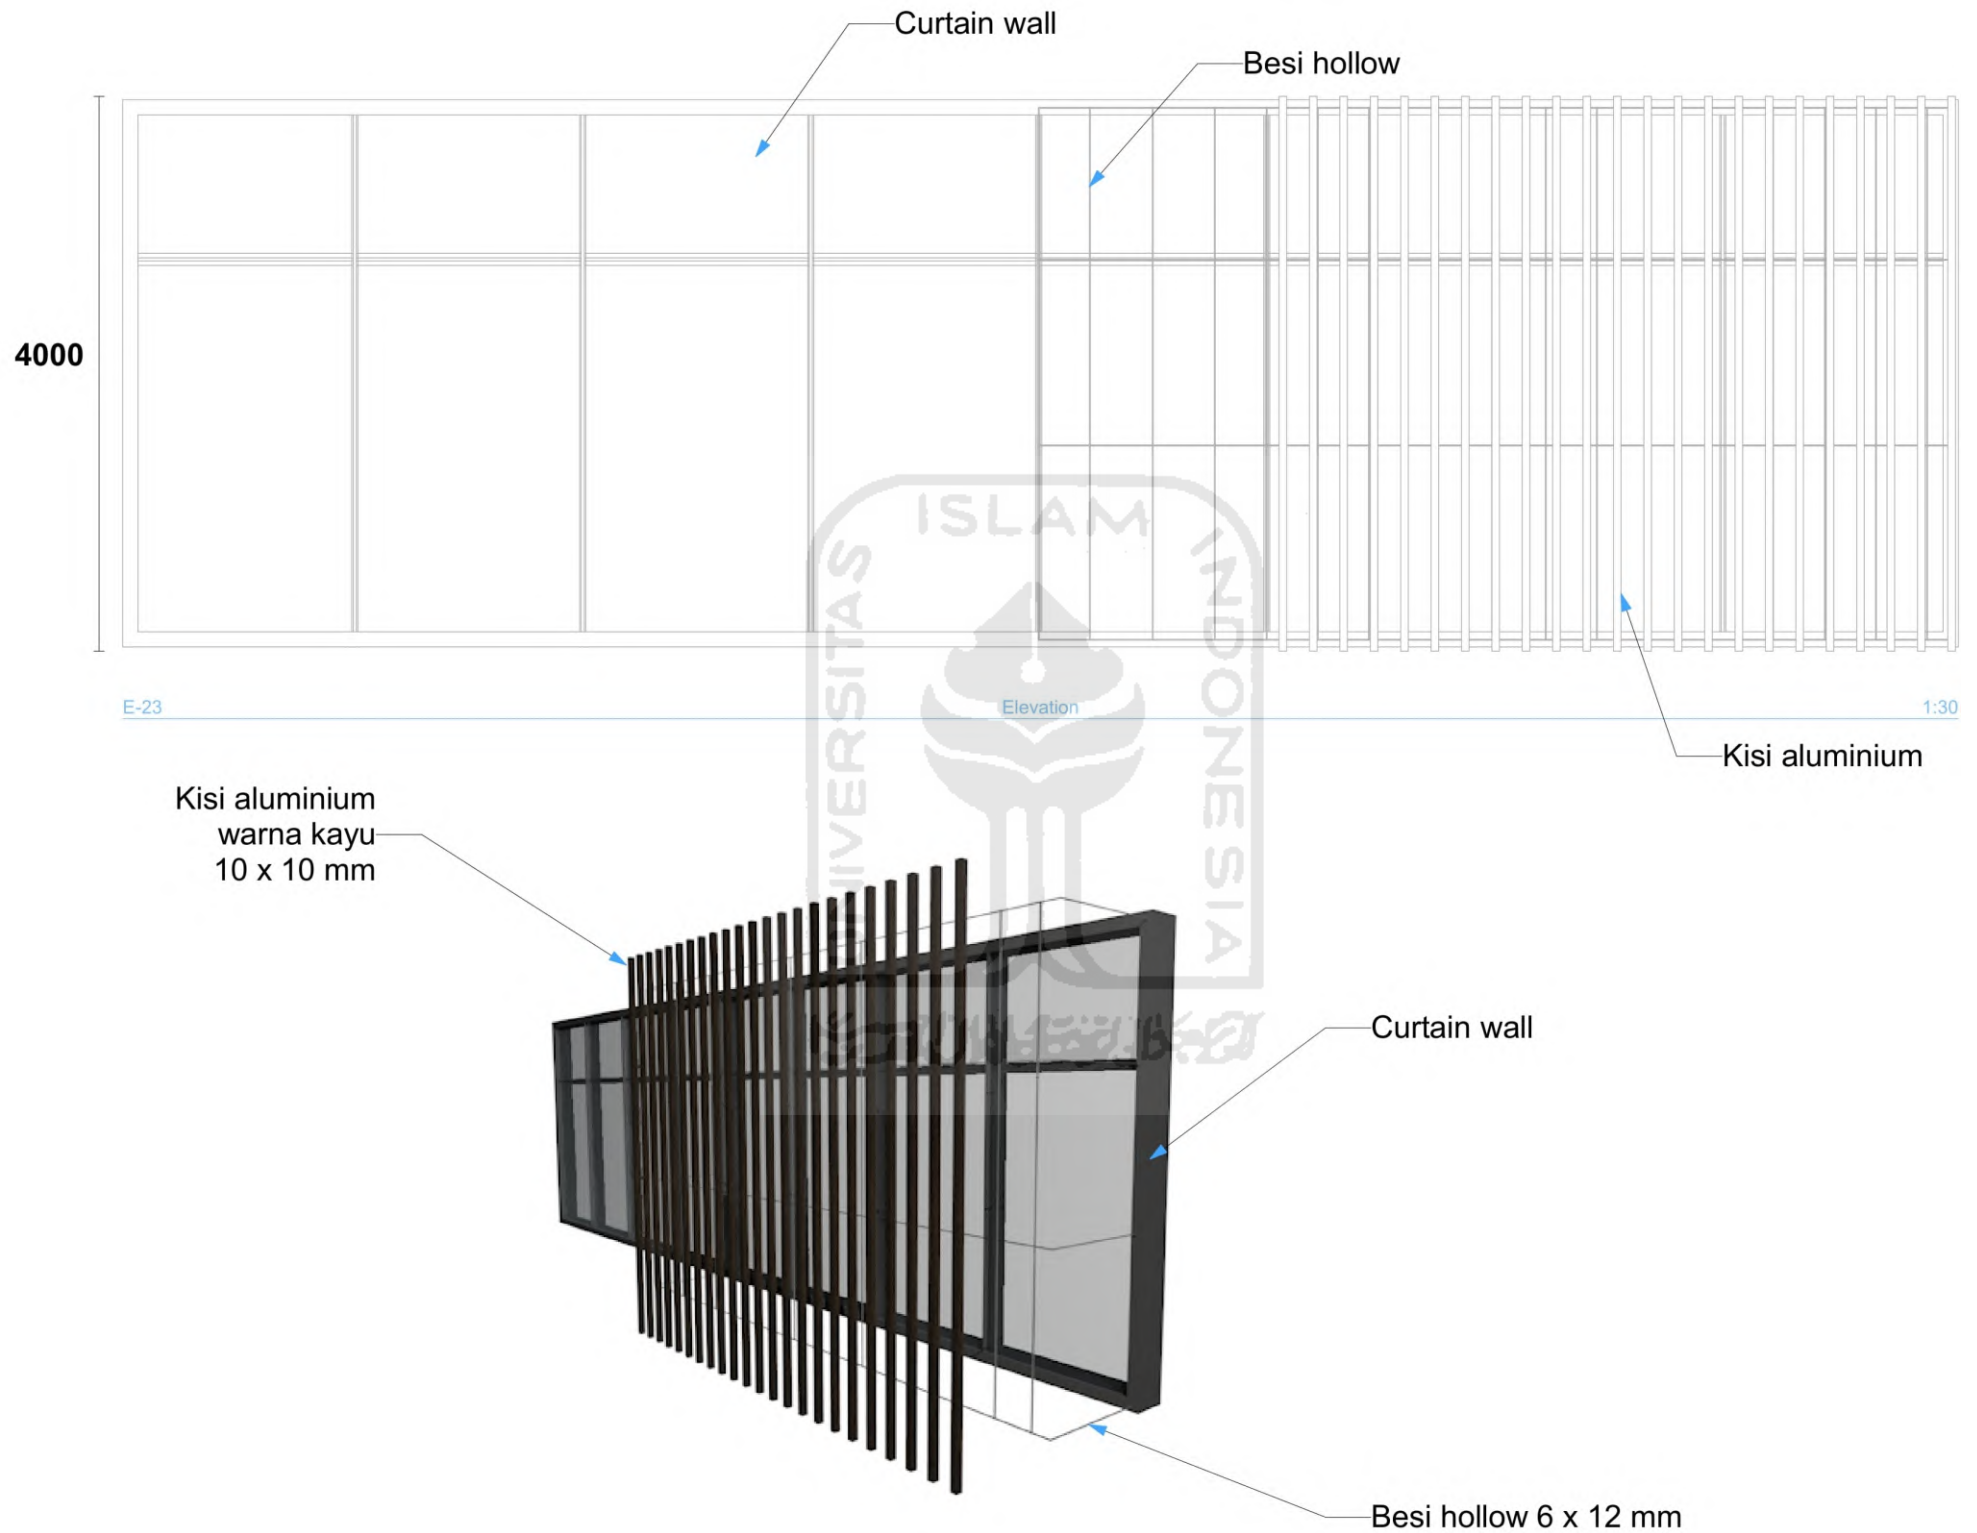 Curtain wall
Besi hollow
4000
E-23
Elevation
1:30
Kisi aluminium
Kisi aluminium
warna kayu
10 x 10 mm
Curtain wall
Besi hollow 6 x 12 mm
UNIVERSITAS
ISLAM
INDONESIA